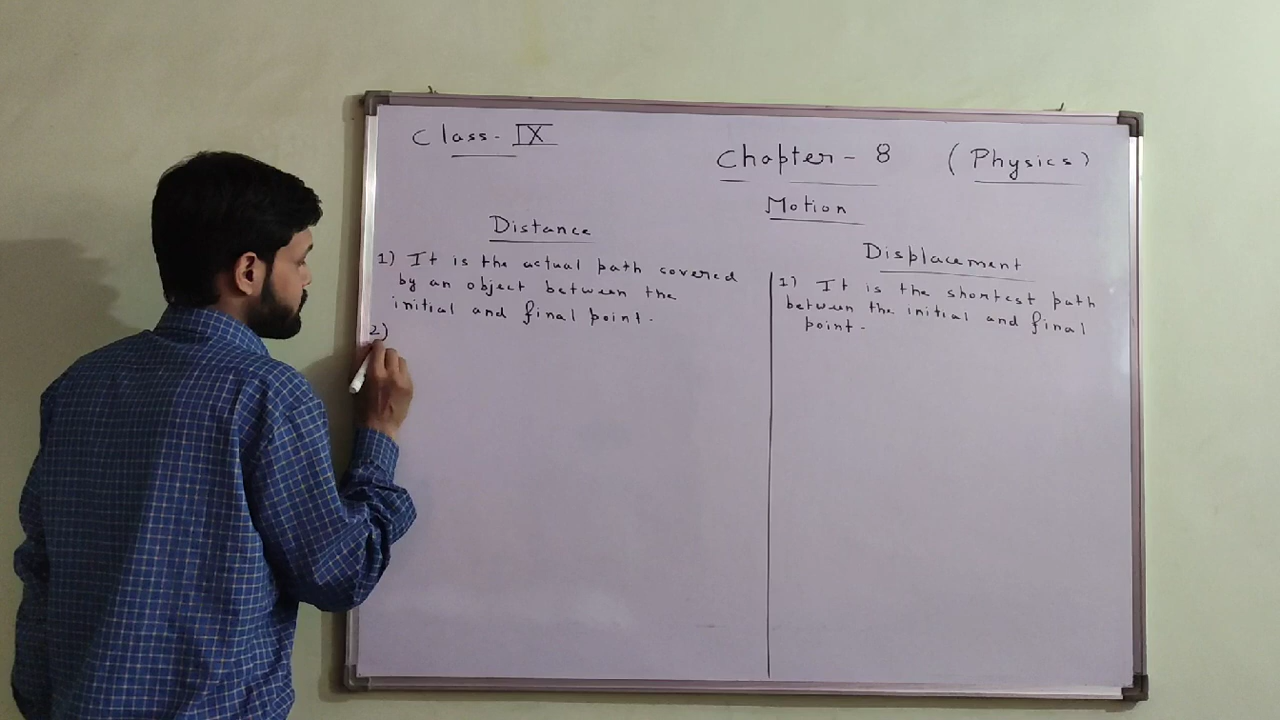 Class - IX
Chapter - 8 (Physics)
Motion
Distance
1) It is the actual path covered
by an object between the
initial and final point.
2)
Displacement
1) It is the shortest path
between the initial and final
point.